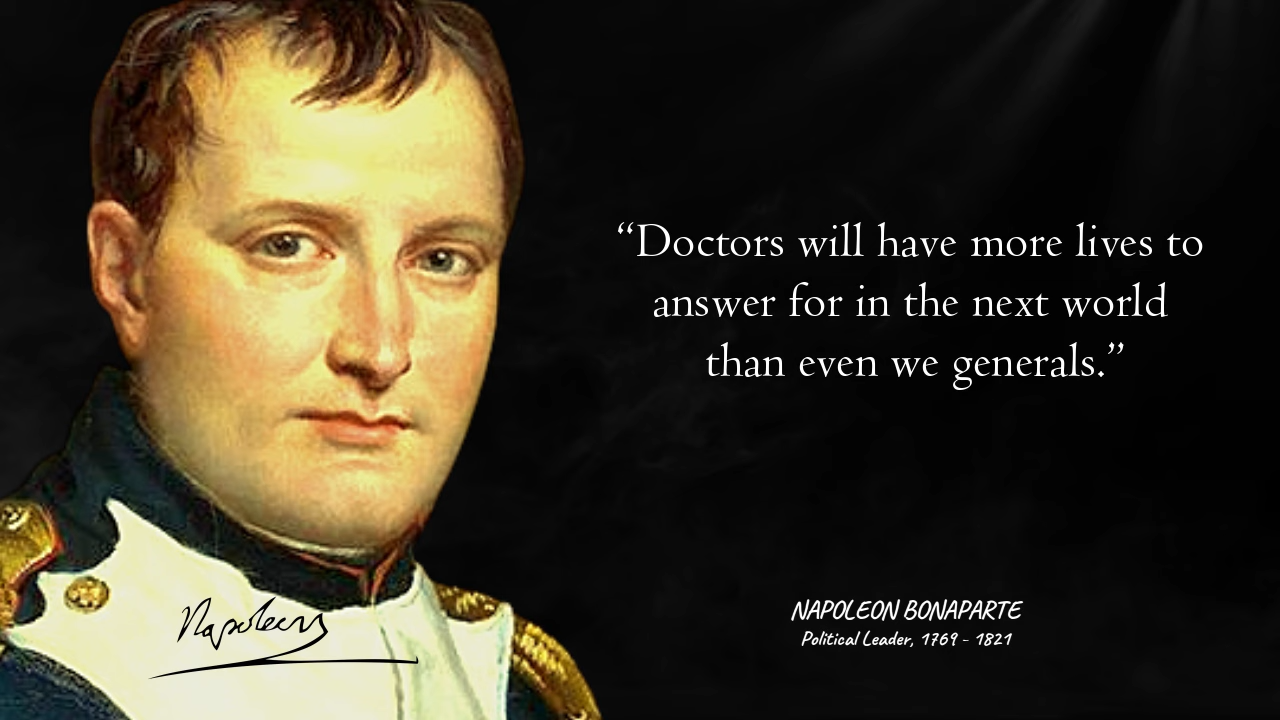 “Doctors will have more lives to
answer for in the next world
than even we generals.”
Napoleon
NAPOLEON BONAPARTE
Political Leader, 1769 - 1821